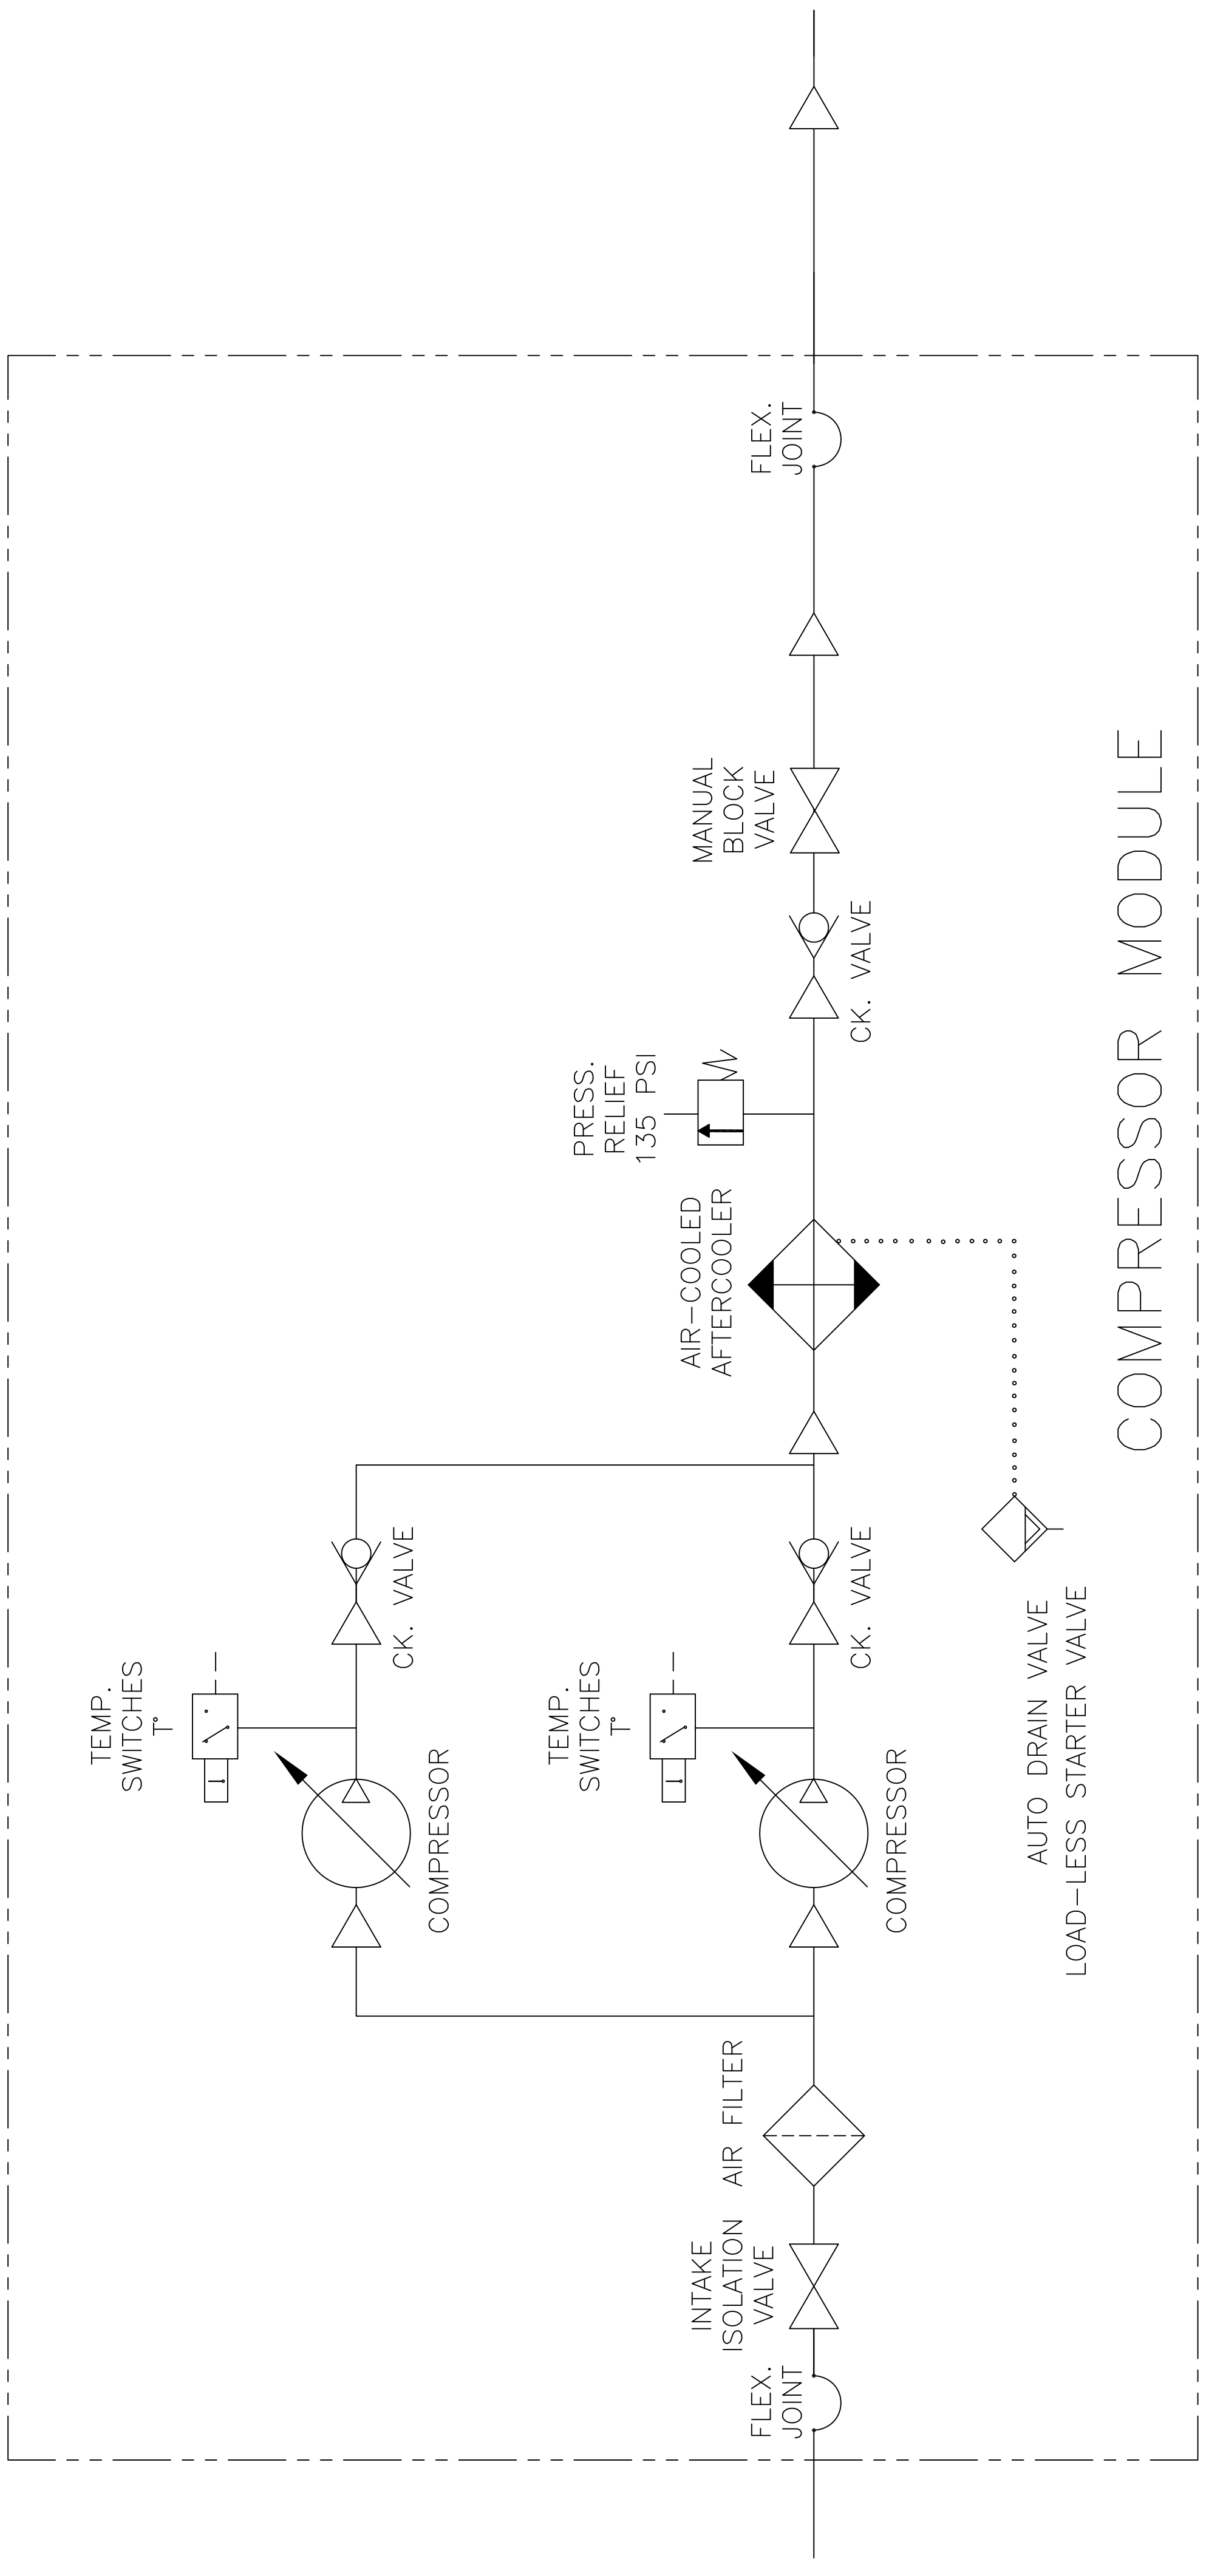 TEMP.
SWITCHES
T°
COMPRESSOR
CK. VALVE
TEMP.
SWITCHES
T°
COMPRESSOR
CK. VALVE
FLEX.
JOINT
INTAKE
ISOLATION
VALVE
AIR FILTER
AIR-COOLED
AFTERCOOLER
PRESS.
RELIEF
135 PSI
CK. VALVE
MANUAL
BLOCK
VALVE
FLEX.
JOINT
AUTO DRAIN VALVE
LOAD-LESS STARTER VALVE
COMPRESSOR MODULE